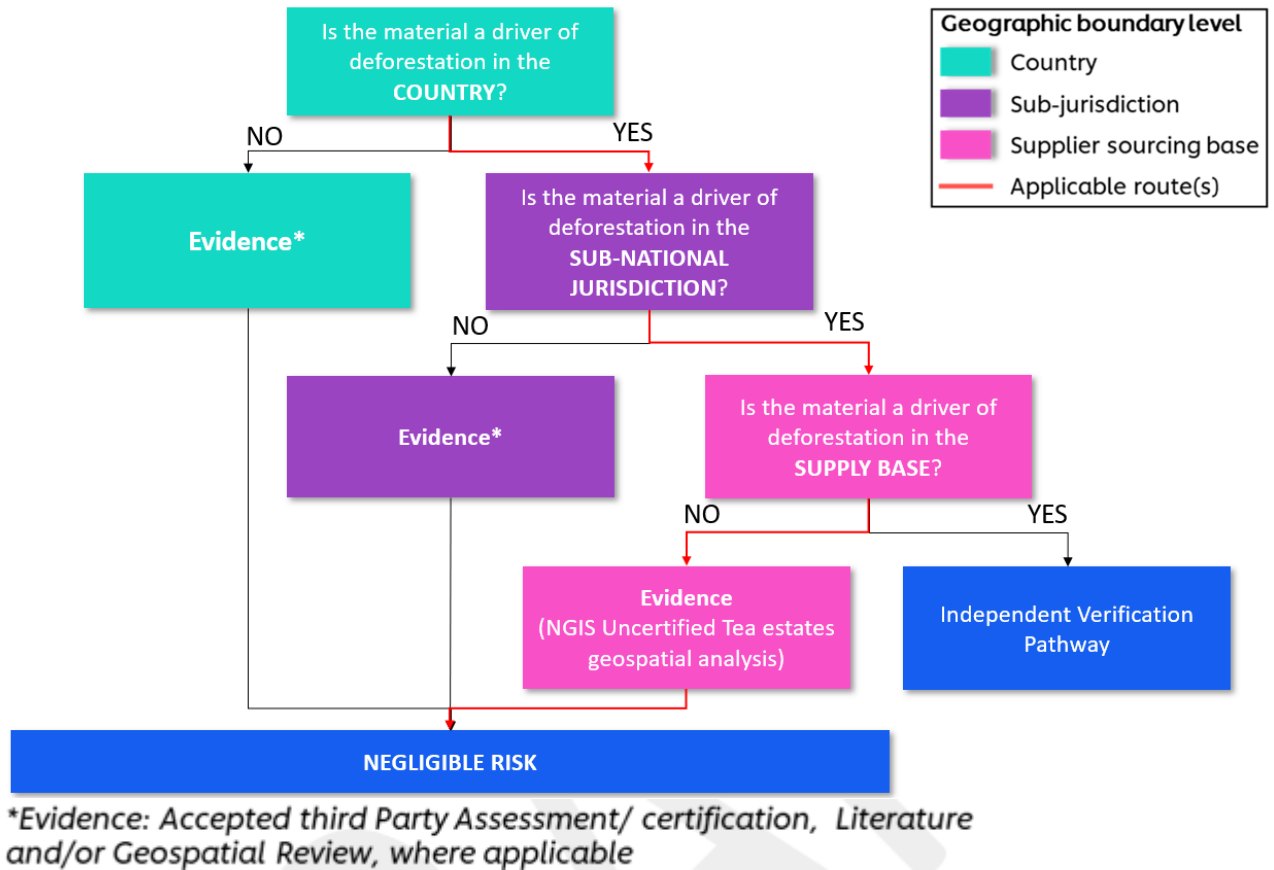 Is the material a driver of
deforestation in the
COUNTRY?
Geographic boundary level
Country
Sub-jurisdiction
Supplier sourcing base
Applicable route(s)
NO
YES
Evidence*
Is the material a driver of
deforestation in the
SUB-NATIONAL
JURISDICTION?
NO
YES
Evidence*
Is the material a driver of
deforestation in the
SUPPLY BASE?
NO
YES
Evidence
(NGIS Uncertified Tea estates
geospatial analysis)
Independent Verification
Pathway
NEGLIGIBLE RISK
*Evidence: Accepted third Party Assessment/ certification, Literature
and/or Geospatial Review, where applicable